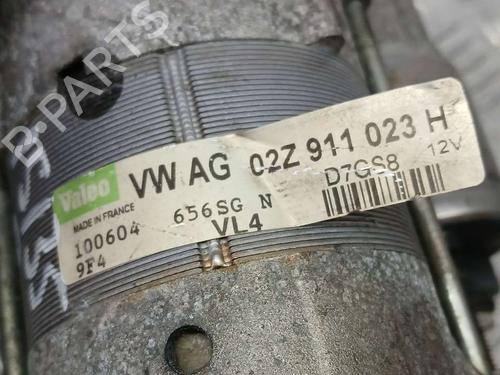 B-PARTS
Valeo
VW AG 02Z 911 023 H
MADE IN FRANCE
656SG N
D7GS8
12V
100604
VL4
9F4